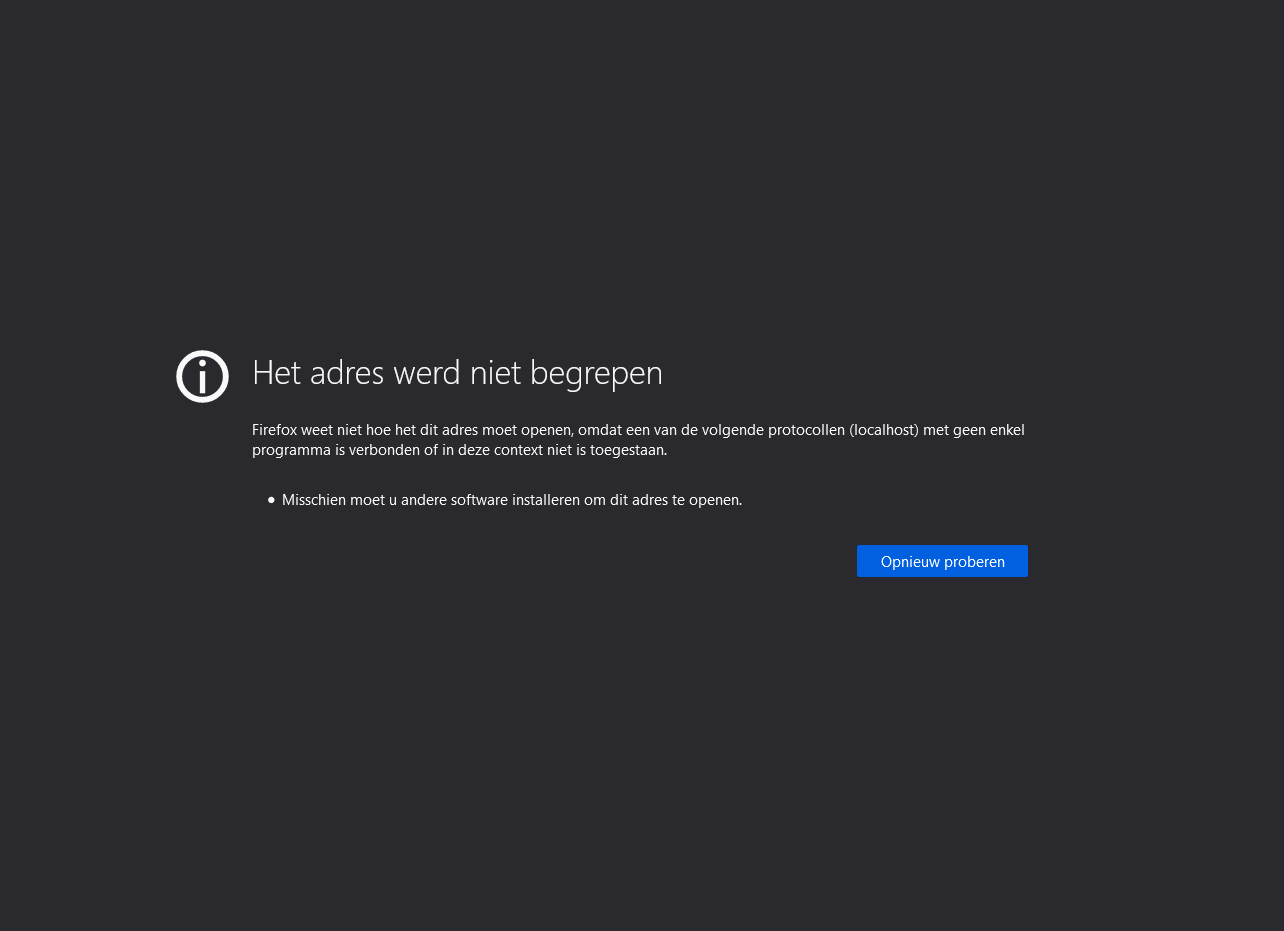 Het adres werd niet begrepen
Firefox weet niet hoe het dit adres moet openen, omdat een van de volgende protocollen (localhost) met geen enkel
programma is verbonden of in deze context niet is toegestaan.
Misschien moet u andere software installeren om dit adres te openen.
Opnieuw proberen